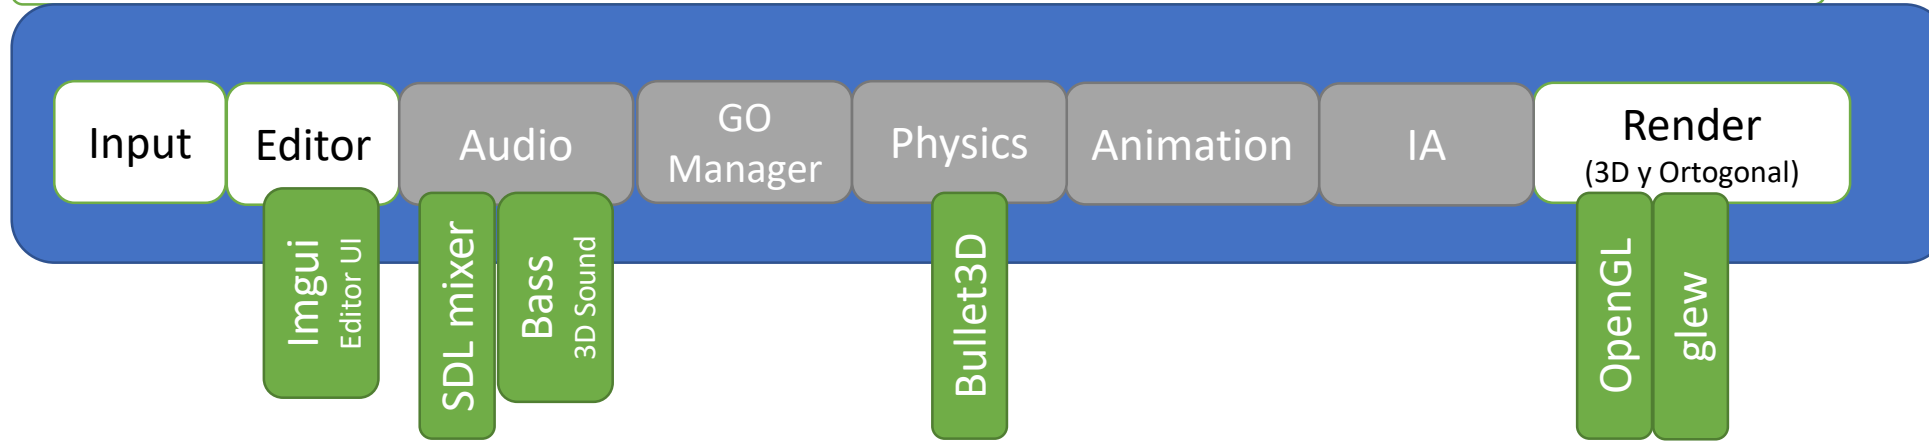 Input
Editor
Audio
GO
Manager
Physics
Animation
IA
Render
(3D y Ortogonal)
Imgui
Editor UI
SDL mixer
Bass
3D Sound
Bullet3D
OpenGL
glew